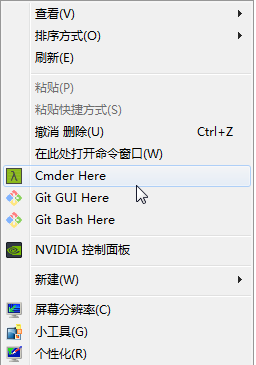 查看(V)
排序方式(O)
刷新(E)
粘贴(P)
粘贴快捷方式(S)
撤消 删除(U) Ctrl+Z
在此处打开命令窗口(W)
Cmder Here
Git GUI Here
Git Bash Here
NVIDIA 控制面板
新建(W)
屏幕分辨率(C)
小工具(G)
个性化(R)